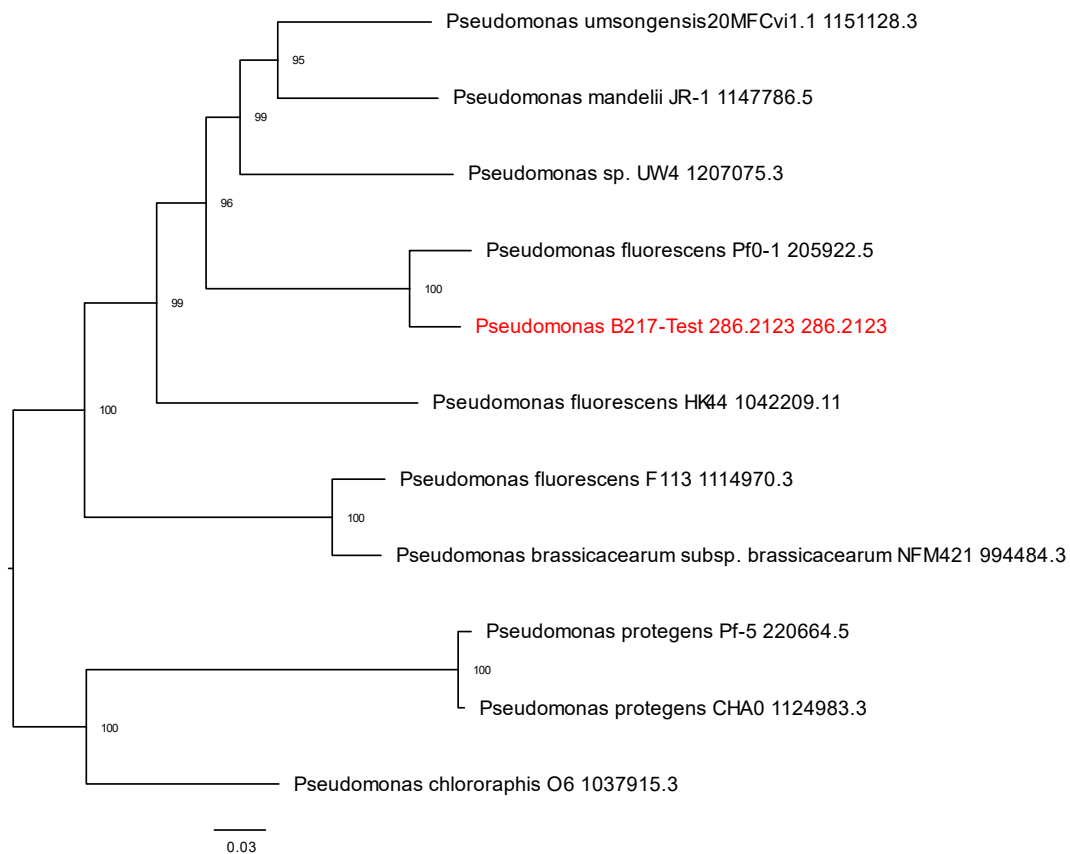 Pseudomonas umsongensis20MFCvi1.1 1151128.3
95
Pseudomonas mandelii JR-1 1147786.5
99
Pseudomonas sp. UW4 1207075.3
96
Pseudomonas fluorescens Pf0-1 205922.5
100
99
Pseudomonas B217-Test 286.2123 286.2123
Pseudomonas fluorescens HK44 1042209.11
100
Pseudomonas fluorescens F113 1114970.3
100
Pseudomonas brassicacearum subsp. brassicacearum NFM421 994484.3
Pseudomonas protegens Pf-5 220664.5
100
Pseudomonas protegens CHA0 1124983.3
100
Pseudomonas chlororaphis O6 1037915.3
0.03